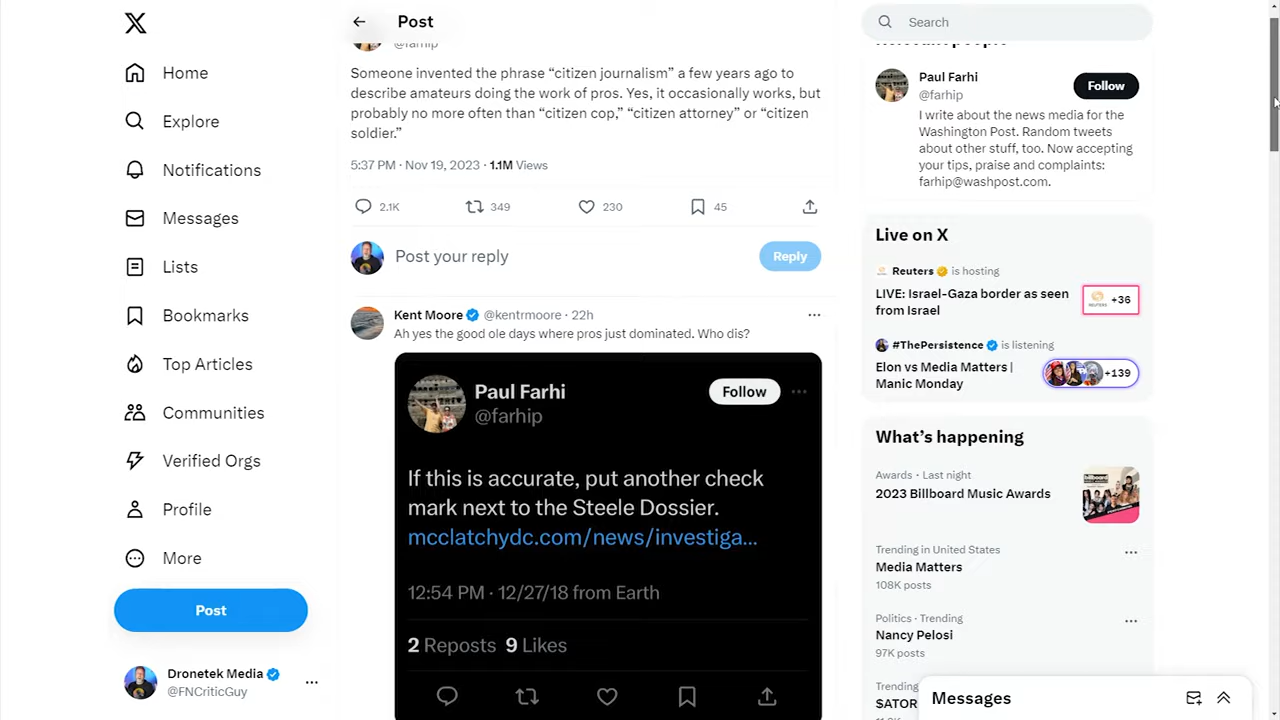 Post
Search
@farhip
Someone invented the phrase “citizen journalism” a few years ago to
describe amateurs doing the work of pros. Yes, it occasionally works, but
probably no more often than “citizen cop,” “citizen attorney” or “citizen
soldier.”
5:37 PM · Nov 19, 2023 · 1.1M Views
2.1K 349 230 45
Post your reply
Reply
Kent Moore @kentrmoore · 22h
Ah yes the good ole days where pros just dominated. Who dis?
Paul Farhi
Follow
@farhip
If this is accurate, put another check
mark next to the Steele Dossier.
mcclatchydc.com/news/investiga...
12:54 PM · 12/27/18 from Earth
2 Reposts 9 Likes
Home
Explore
Notifications
Messages
Lists
Bookmarks
Top Articles
Communities
Verified Orgs
Profile
More
Post
Dronetek Media
@FNCriticGuy
Paul Farhi
@farhip
Follow
I write about the news media for the
Washington Post. Random tweets
about other stuff, too. Now accepting
your tips, praise and complaints:
farhip@washpost.com.
Live on X
Reuters is hosting
LIVE: Israel-Gaza border as seen
from Israel
+36
#ThePersistence is listening
Elon vs Media Matters |
Manic Monday
+139
What’s happening
Awards · Last night
2023 Billboard Music Awards
Trending in United States
Media Matters
108K posts
Politics · Trending
Nancy Pelosi
97K posts
Trending
$ATOR
Messages